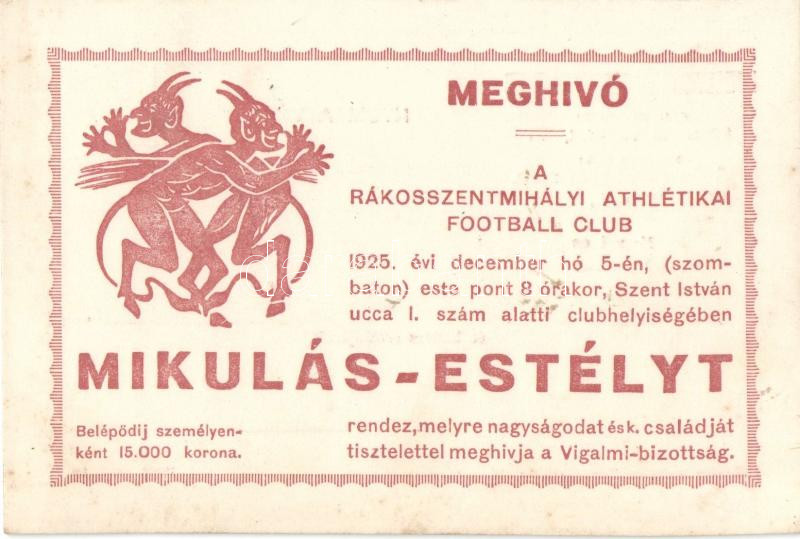 MEGHIVÓ
A
RÁKOSSZENTMIHÁLYI ATHLÉTIKAI
FOOTBALL CLUB
1925. évi december hó 5-én, (szom-
baton) este pont 8 órakor, Szent István
ucca I. szám alatti clubhelyiségében
MIKULÁS-ESTÉLYT
Belépődij személyen-
ként 15.000 korona.
rendez, melyre nagyságodat és k. családját
tisztelettel meghivja a Vigalmi-bizottság.